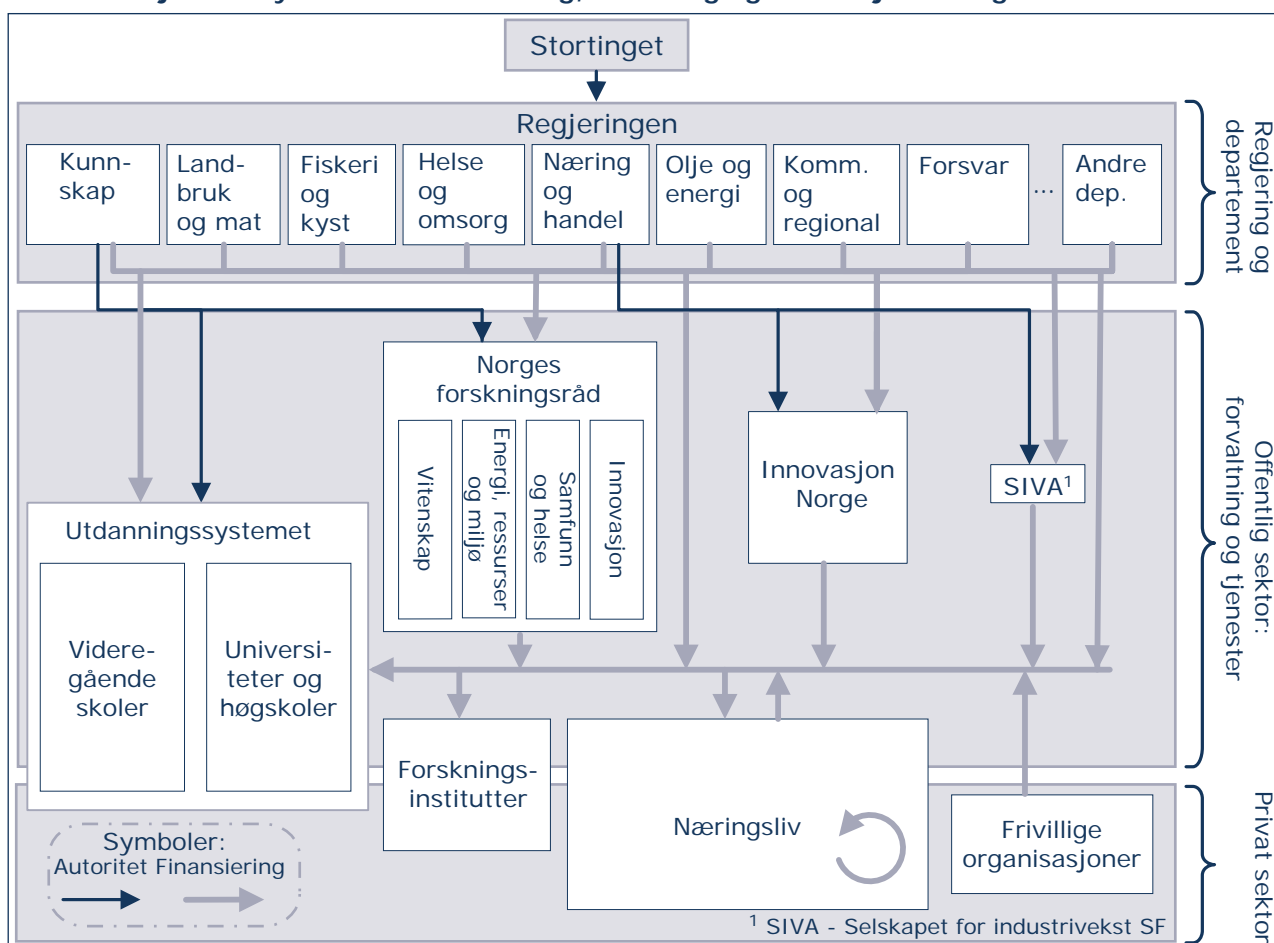 Stortinget
Regjeringen
Kunn-
skap
Land-
bruk
og mat
Fiskeri
og
kyst
Helse
og
omsorg
Næring
og
handel
Olje og
energi
Komm.
og
regional
Forsvar
...
Andre
dep.
Regjering og
departement
Norges
forskningsråd
Vitenskap
Energi, ressurser
og miljø
Samfunn
og helse
Innovasjon
Innovasjon
Norge
SIVA¹
Offentlig sektor:
forvaltning og tjenester
Utdanningssystemet
Videre-
gående
skoler
Universi-
teter og
høgskoler
Forsknings-
institutter
Næringsliv
Frivillige
organisasjoner
Privat sektor
Symboler:
Autoritet Finansiering
¹ SIVA - Selskapet for industrivekst SF